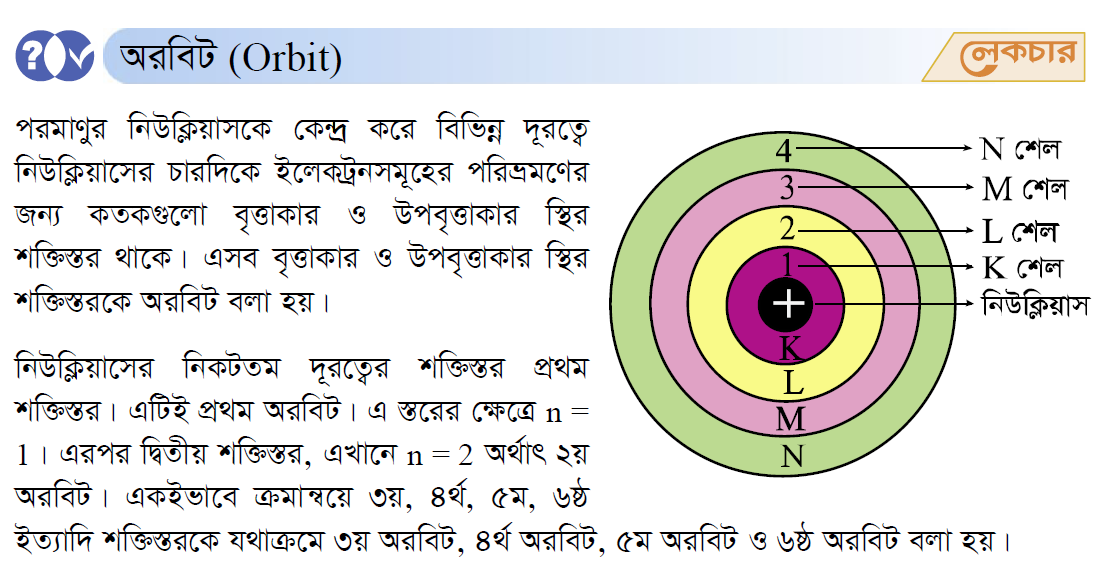 ?
অরবিট (Orbit)
লেকচার
পরমাণুর নিউক্লিয়াসকে কেন্দ্র করে বিভিন্ন দূরত্বে
নিউক্লিয়াসের চারদিকে ইলেকট্রনসমূহের পরিভ্রমণের
জন্য কতকগুলো বৃত্তাকার ও উপবৃত্তাকার স্থির
শক্তিস্তর থাকে। এসব বৃত্তাকার ও উপবৃত্তাকার স্থির
শক্তিস্তরকে অরবিট বলা হয়।
নিউক্লিয়াসের নিকটতম দূরত্বের শক্তিস্তর প্রথম
শক্তিস্তর। এটিই প্রথম অরবিট। এ স্তরের ক্ষেত্রে n =
1। এরপর দ্বিতীয় শক্তিস্তর, এখানে n = 2 অর্থাৎ ২য়
অরবিট। একইভাবে ক্রমান্বয়ে ৩য়, ৪র্থ, ৫ম, ৬ষ্ঠ
ইত্যাদি শক্তিস্তরকে যথাক্রমে ৩য় অরবিট, ৪র্থ অরবিট, ৫ম অরবিট ও ৬ষ্ঠ অরবিট বলা হয়।
4 N শেল
3 M শেল
2 L শেল
1 K শেল
+ নিউক্লিয়াস
K
L
M
N